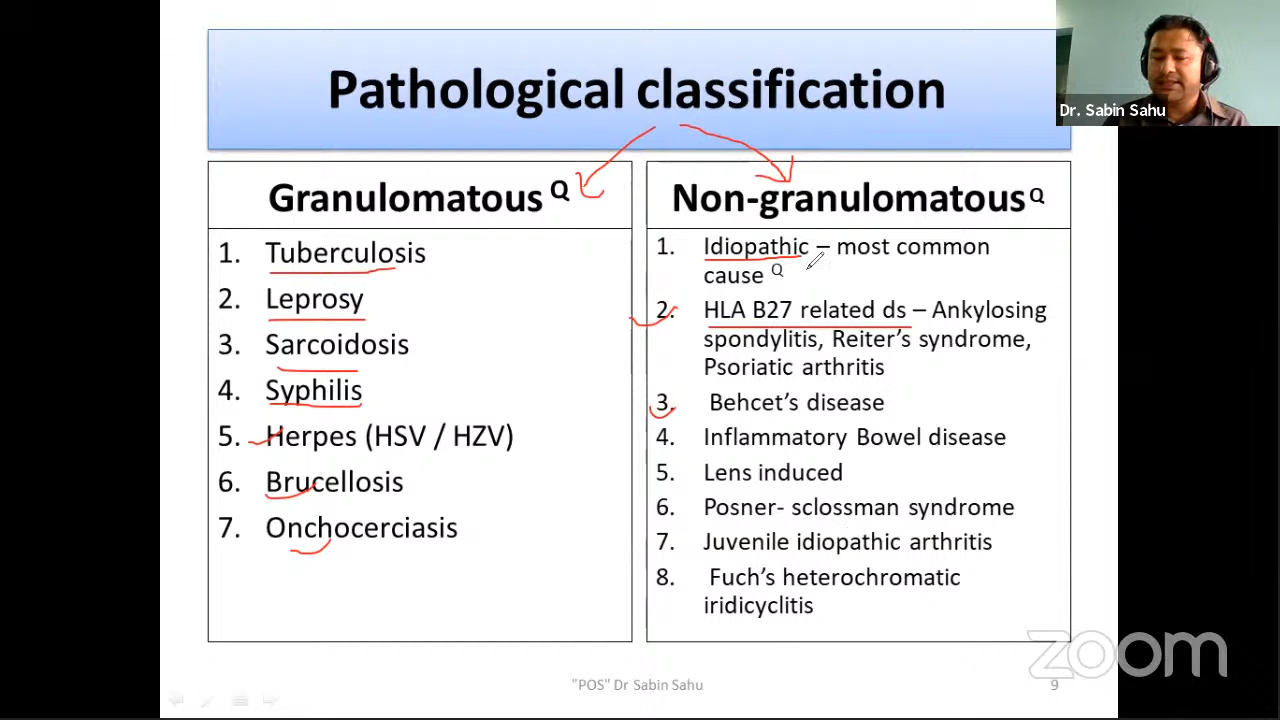 Pathological classification
Dr. Sabin Sahu
Granulomatous Q
1. Tuberculosis
2. Leprosy
3. Sarcoidosis
4. Syphilis
5. Herpes (HSV / HZV)
6. Brucellosis
7. Onchocerciasis
Non-granulomatous Q
1. Idiopathic – most common
cause Q
2. HLA B27 related ds – Ankylosing
spondylitis, Reiter’s syndrome,
Psoriatic arthritis
3. Behcet’s disease
4. Inflammatory Bowel disease
5. Lens induced
6. Posner- sclossman syndrome
7. Juvenile idiopathic arthritis
8. Fuch’s heterochromatic
iridicyclitis
zoom
"POS" Dr Sabin Sahu
9